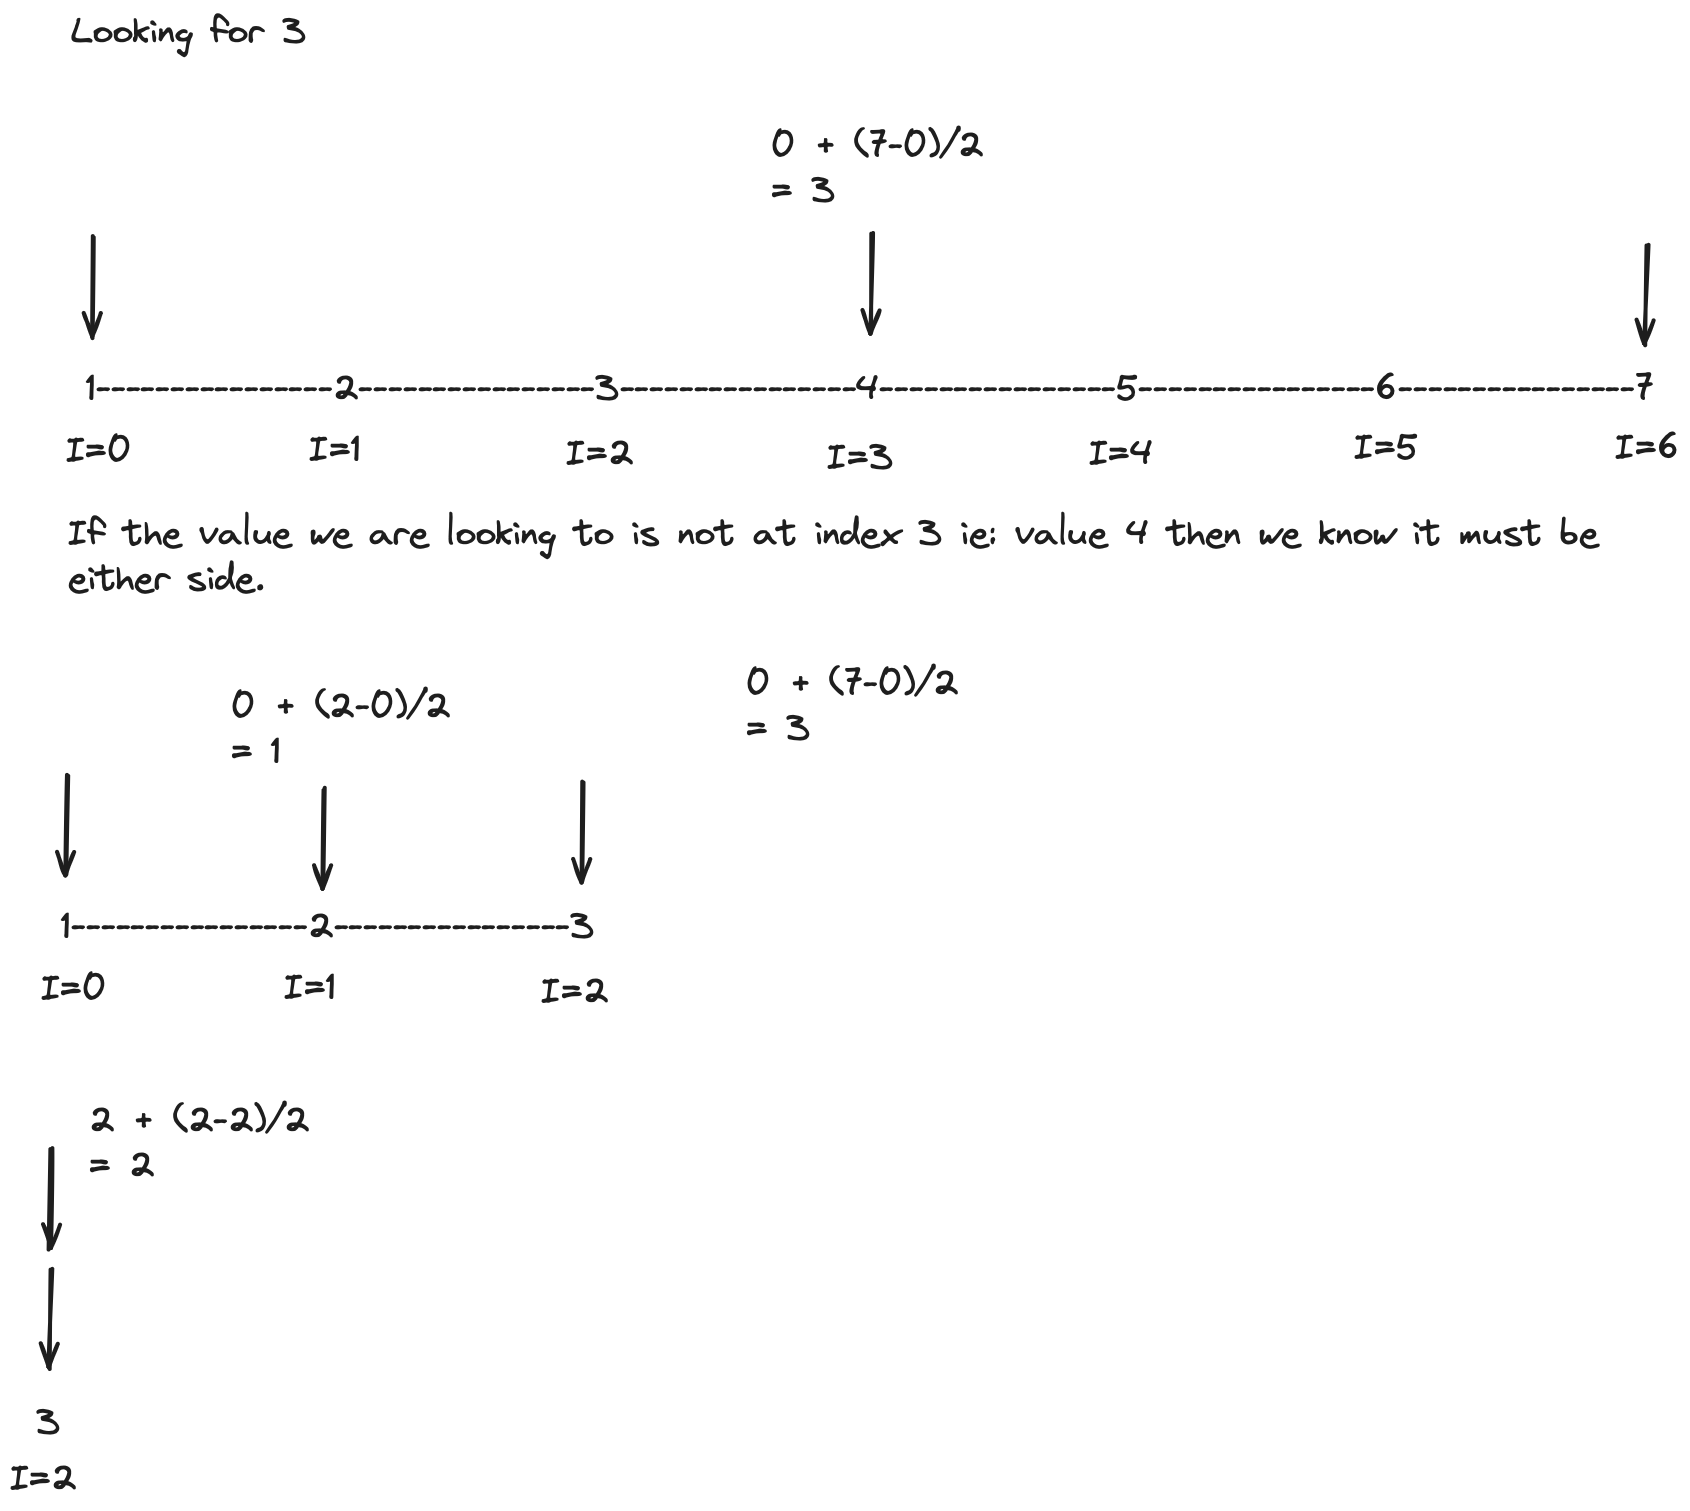 Looking for 3
0 + (7-0)/2
= 3
1----------------2----------------3----------------4----------------5----------------6----------------7
I=0 I=1 I=2 I=3 I=4 I=5 I=6
If the value we are looking to is not at index 3 ie: value 4 then we know it must be
either side.
0 + (2-0)/2
= 1
0 + (7-0)/2
= 3
1----------------2----------------3
I=0 I=1 I=2
2 + (2-2)/2
= 2
3
I=2